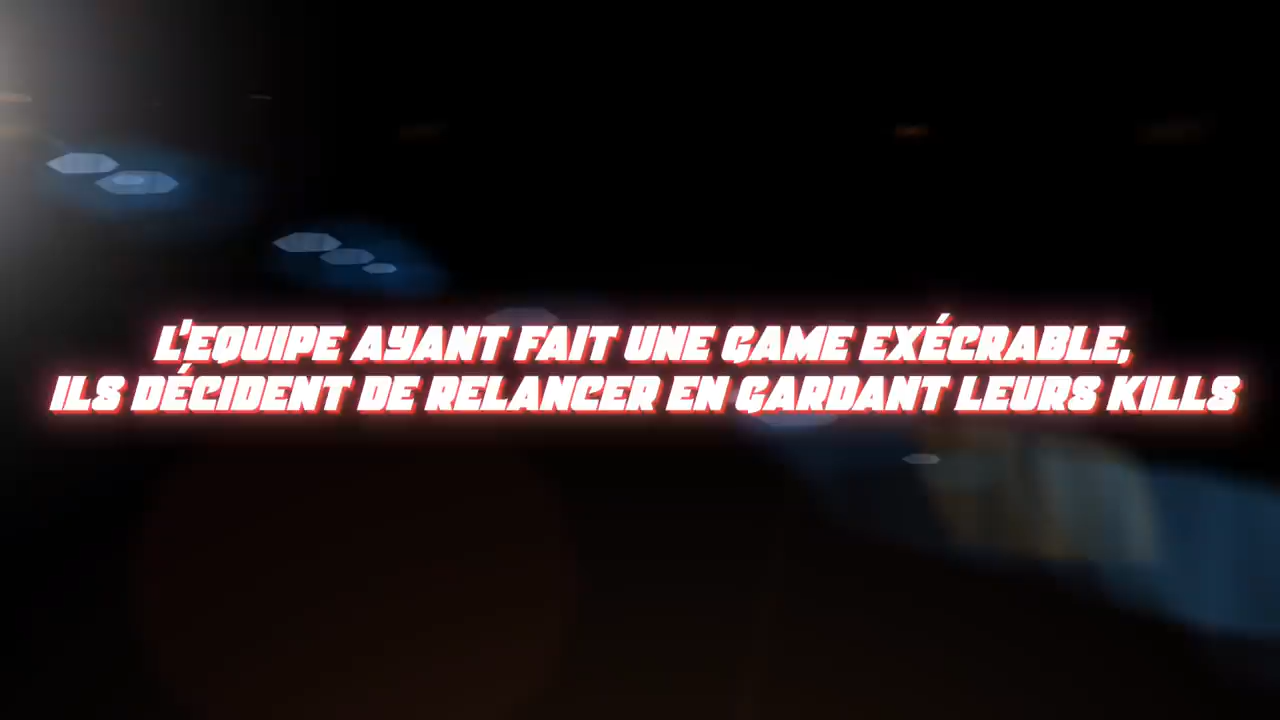 L'EQUIPE AYANT FAIT UNE GAME EXÉCRABLE,
ILS DÉCIDENT DE RELANCER EN GARDANT LEURS KILLS